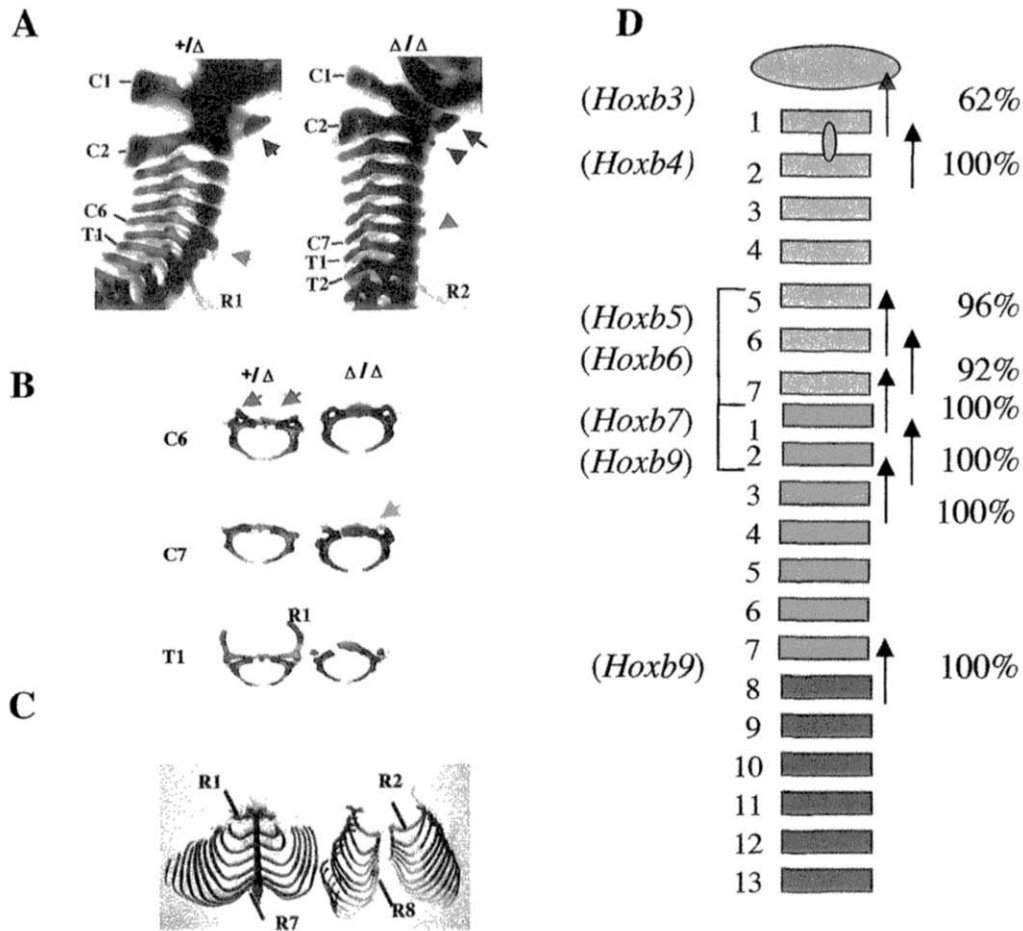 A
+/Δ
Δ/Δ
C1
C2
C6
T1
R1
C1
C2
C7
T1
T2
R2
B
+/Δ
Δ/Δ
C6
C7
T1
R1
C
R1
R2
R7
R8
D
(Hoxb3)
62%
1
(Hoxb4)
2
100%
3
4
5
96%
(Hoxb5)
6
(Hoxb6)
92%
7
100%
(Hoxb7)
1
(Hoxb9)
2
100%
3
100%
4
5
6
7
(Hoxb9)
100%
8
9
10
11
12
13